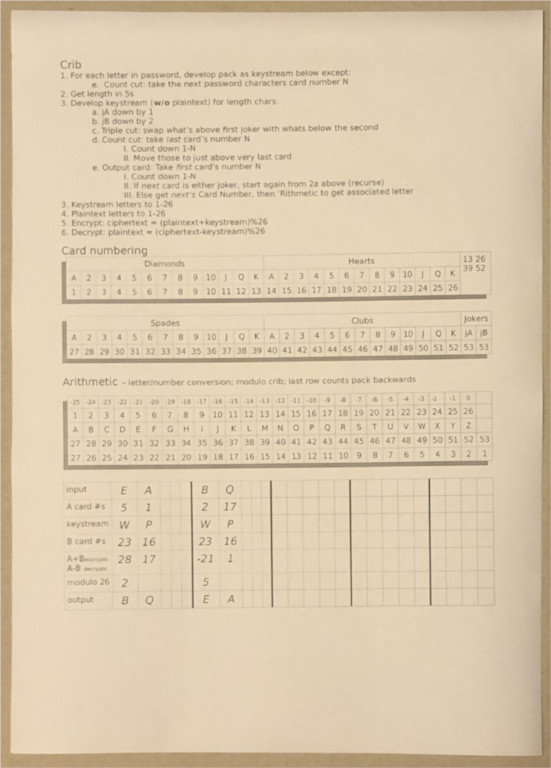 Crib
1. For each letter in password, develop pack as keystream below except:
e. Count cut: take the next password characters card number N
2. Get length in 5s
3. Develop keystream (w/o plaintext) for length chars:
a. jA down by 1
b. jB down by 2
c. Triple cut: swap what's above first joker with whats below the second
d. Count cut: take last card's number N
I. Count down 1-N
II. Move those to just above very last card
e. Output card: Take first card's number N
I. Count down 1-N
II. If next card is either joker, start again from 2a above (recurse)
III. Else get next's Card Number, then 'Rithmetic to get associated letter
3. Keystream letters to 1-26
4. Plaintext letters to 1-26
5. Encrypt: ciphertext = (plaintext+keystream)%26
6. Decrypt: plaintext = (ciphertext-keystream)%26
Card numbering
Diamonds Hearts 13 26
39 52
A 2 3 4 5 6 7 8 9 10 J Q K A 2 3 4 5 6 7 8 9 10 J Q K
1 2 3 4 5 6 7 8 9 10 11 12 13 14 15 16 17 18 19 20 21 22 23 24 25 26
Spades Clubs Jokers
A 2 3 4 5 6 7 8 9 10 J Q K A 2 3 4 5 6 7 8 9 10 J Q K jA jB
27 28 29 30 31 32 33 34 35 36 37 38 39 40 41 42 43 44 45 46 47 48 49 50 51 52 53 53
Arithmetic – letter/number conversion; modulo crib; last row counts pack backwards
-25 -24 -23 -22 -21 -20 -19 -18 -17 -16 -15 -14 -13 -12 -11 -10 -9 -8 -7 -6 -5 -4 -3 -2 -1 0
1 2 3 4 5 6 7 8 9 10 11 12 13 14 15 16 17 18 19 20 21 22 23 24 25 26
A B C D E F G H I J K L M N O P Q R S T U V W X Y Z
27 28 29 30 31 32 33 34 35 36 37 38 39 40 41 42 43 44 45 46 47 48 49 50 51 52 53
27 26 25 24 23 22 21 20 19 18 17 16 15 14 13 12 11 10 9 8 7 6 5 4 3 2 1
input E A B Q
A card #s 5 1 2 17
keystream W P W P
B card #s 23 16 23 16
A+B encrypt 28 17 -21 1
A-B decrypt
modulo 26 2 5
output B Q E A